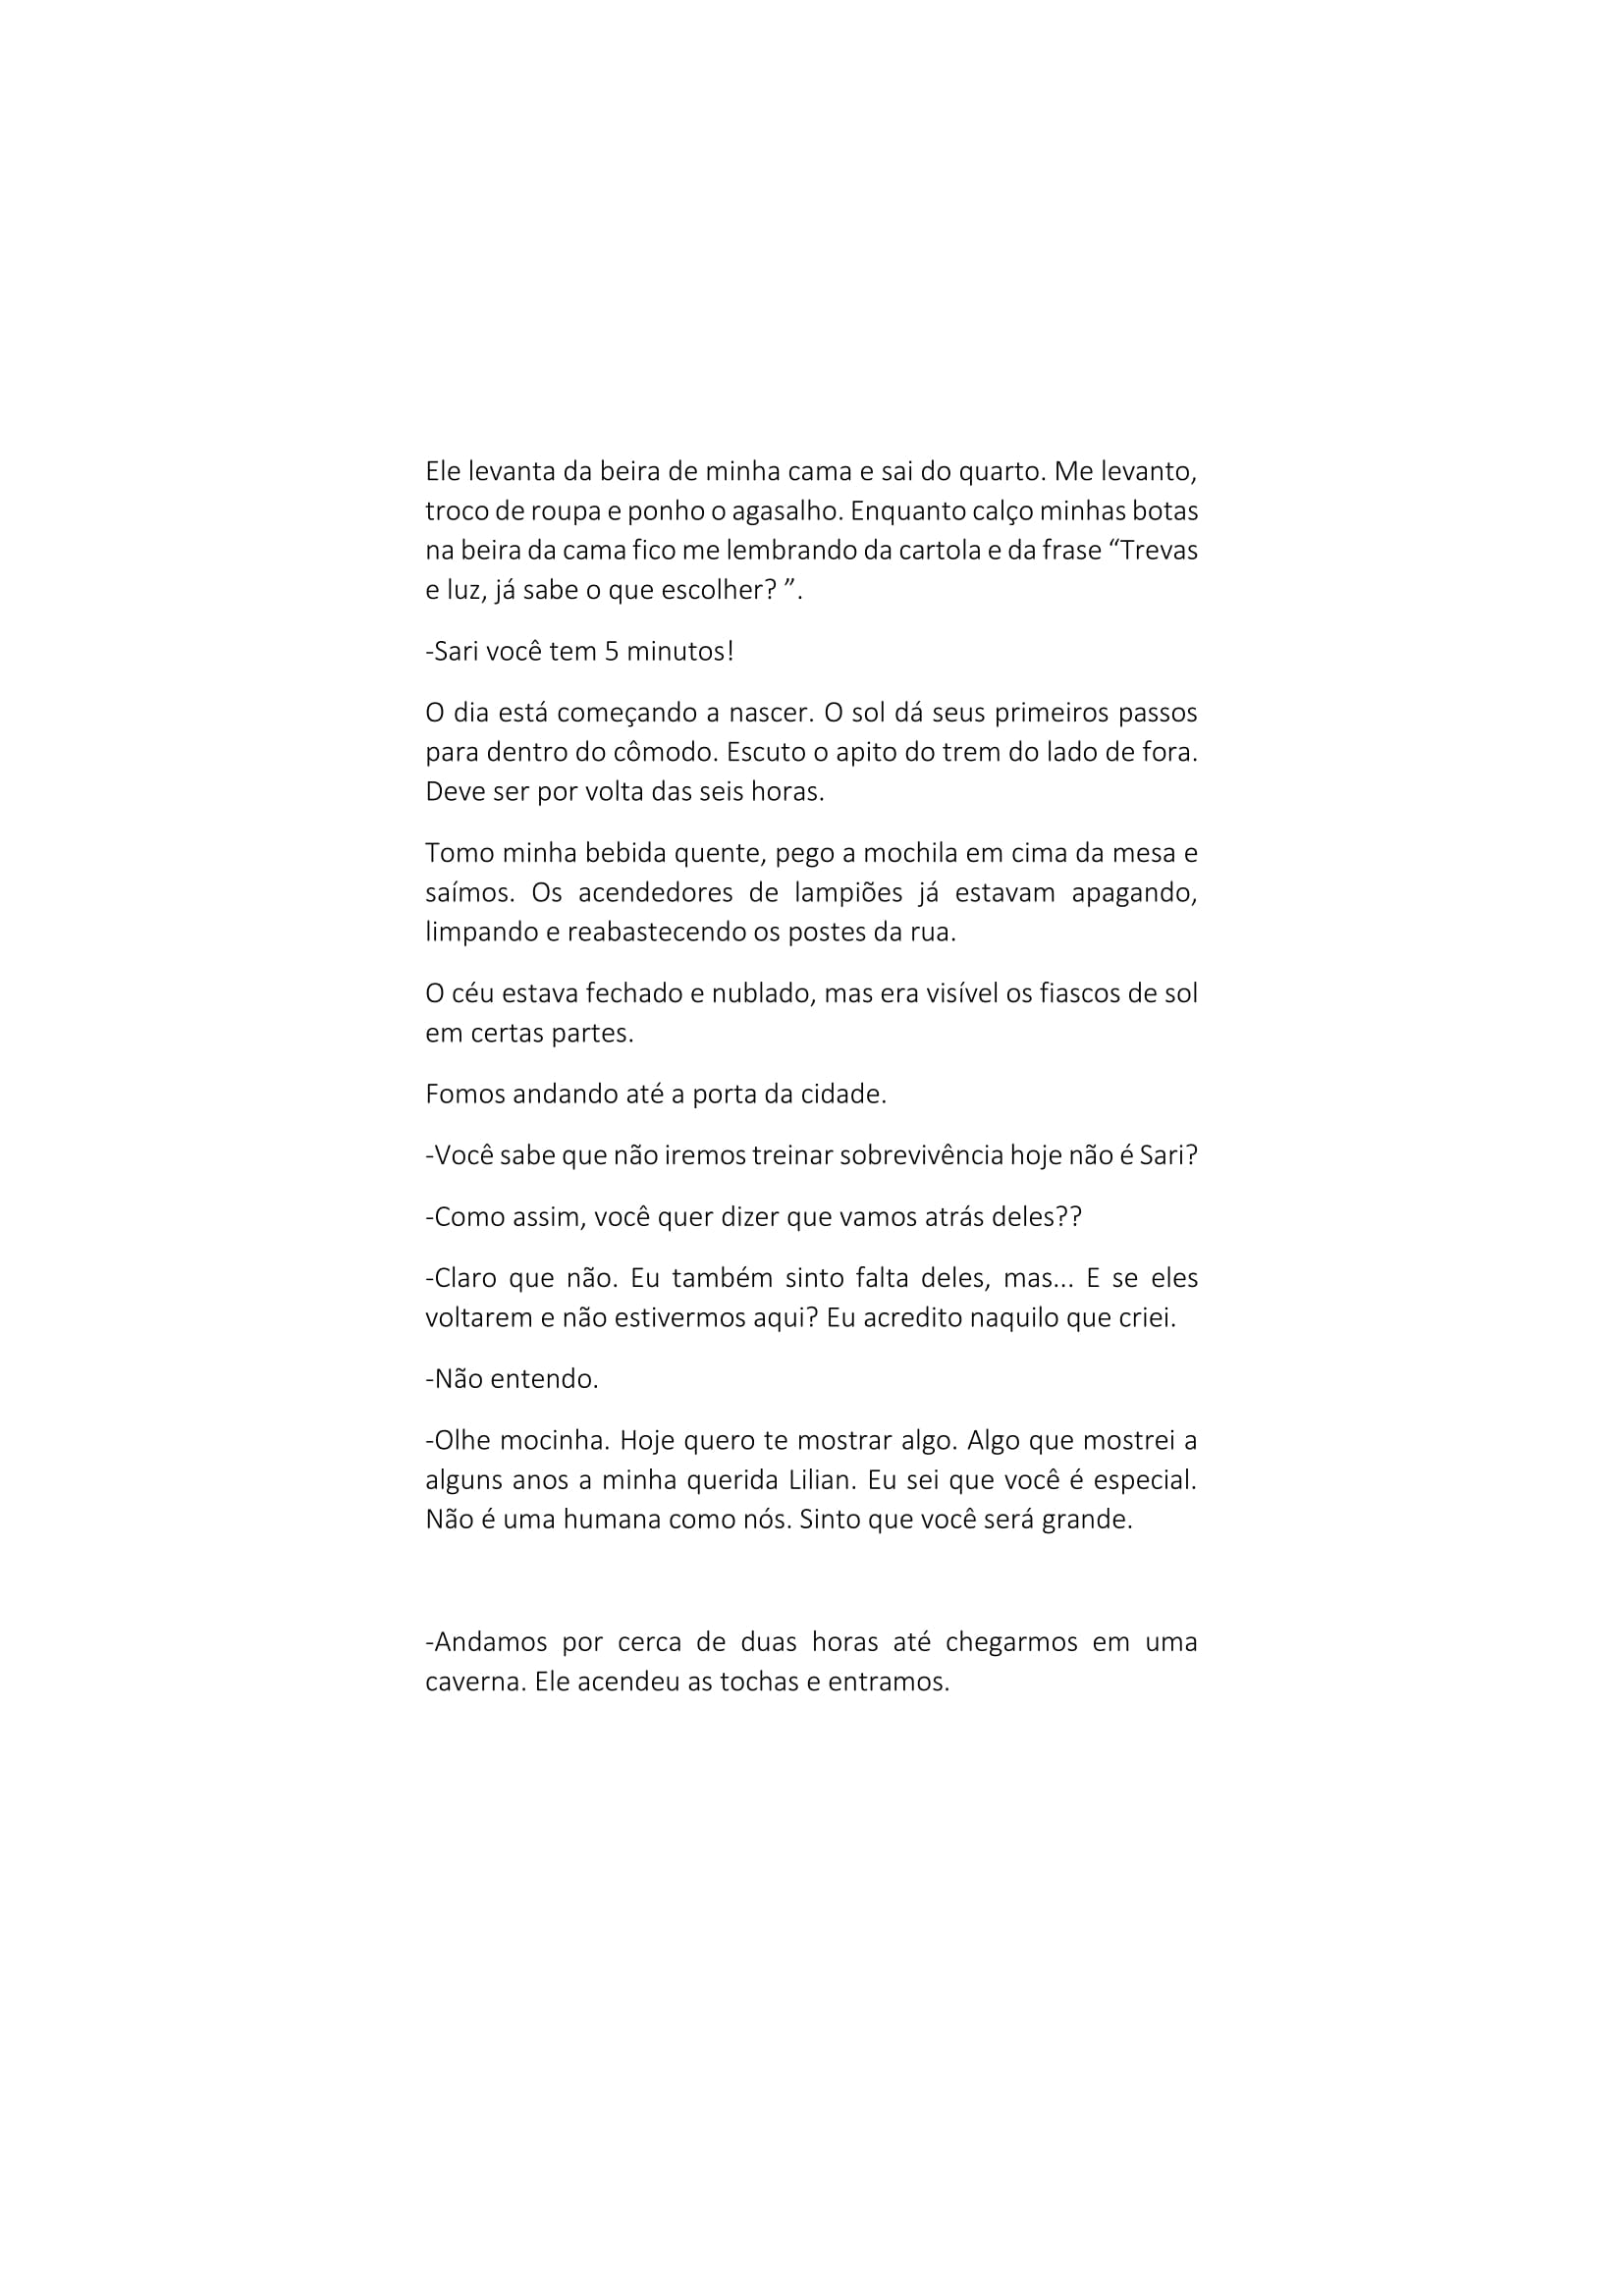 Ele levanta da beira de minha cama e sai do quarto. Me levanto,
troco de roupa e ponho o agasalho. Enquanto calço minhas botas
na beira da cama fico me lembrando da cartola e da frase “Trevas
e luz, já sabe o que escolher? ”.
-Sari você tem 5 minutos!
O dia está começando a nascer. O sol dá seus primeiros passos
para dentro do cômodo. Escuto o apito do trem do lado de fora.
Deve ser por volta das seis horas.
Tomo minha bebida quente, pego a mochila em cima da mesa e
saímos. Os acendedores de lampiões já estavam apagando,
limpando e reabastecendo os postes da rua.
O céu estava fechado e nublado, mas era visível os fiascos de sol
em certas partes.
Fomos andando até a porta da cidade.
-Você sabe que não iremos treinar sobrevivência hoje não é Sari?
-Como assim, você quer dizer que vamos atrás deles??
-Claro que não. Eu também sinto falta deles, mas... E se eles
voltarem e não estivermos aqui? Eu acredito naquilo que criei.
-Não entendo.
-Olhe mocinha. Hoje quero te mostrar algo. Algo que mostrei a
alguns anos a minha querida Lilian. Eu sei que você é especial.
Não é uma humana como nós. Sinto que você será grande.
-Andamos por cerca de duas horas até chegarmos em uma
caverna. Ele acendeu as tochas e entramos.